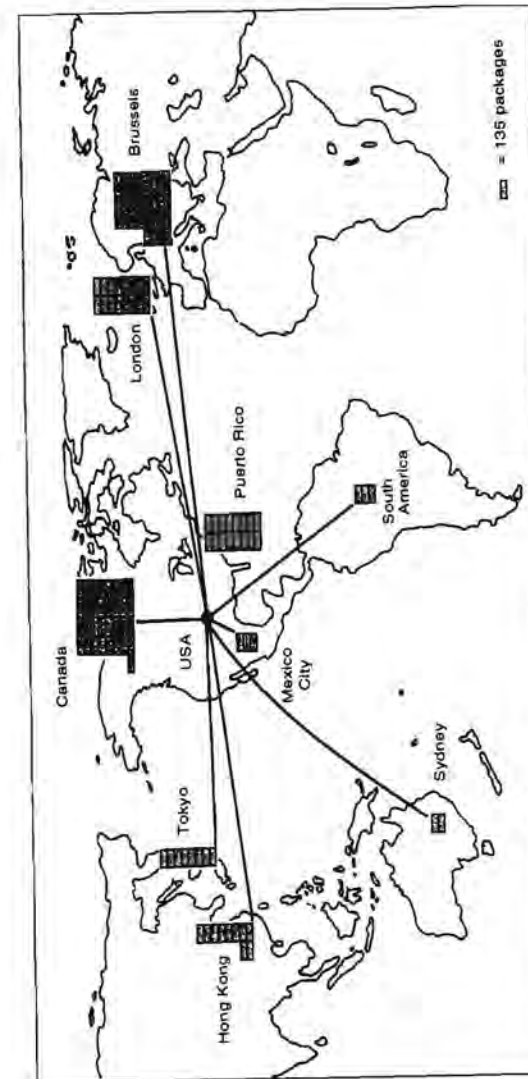 Canada
London
Brussels
Tokyo
Hong Kong
USA
Puerto Rico
Mexico
City
South
America
Sydney
= 135 packages